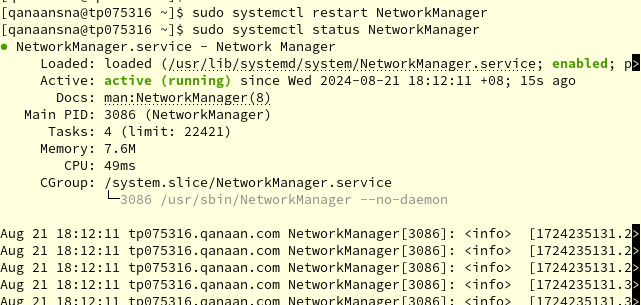 [qanaansna@tp075316 ~]$ sudo systemctl restart NetworkManager
[qanaansna@tp075316 ~]$ sudo systemctl status NetworkManager
● NetworkManager.service - Network Manager
Loaded: loaded (/usr/lib/systemd/system/NetworkManager.service; enabled; p>
Active: active (running) since Wed 2024-08-21 18:12:11 +08; 15s ago
Docs: man:NetworkManager(8)
Main PID: 3086 (NetworkManager)
Tasks: 4 (limit: 22421)
Memory: 7.6M
CPU: 49ms
CGroup: /system.slice/NetworkManager.service
└─3086 /usr/sbin/NetworkManager --no-daemon
Aug 21 18:12:11 tp075316.qanaan.com NetworkManager[3086]: <info>  [1724235131.2>
Aug 21 18:12:11 tp075316.qanaan.com NetworkManager[3086]: <info>  [1724235131.2>
Aug 21 18:12:11 tp075316.qanaan.com NetworkManager[3086]: <info>  [1724235131.2>
Aug 21 18:12:11 tp075316.qanaan.com NetworkManager[3086]: <info>  [1724235131.3>
Aug 21 18:12:11 tp075316.qanaan.com NetworkManager[3086]: <info>  [1724235131.3>